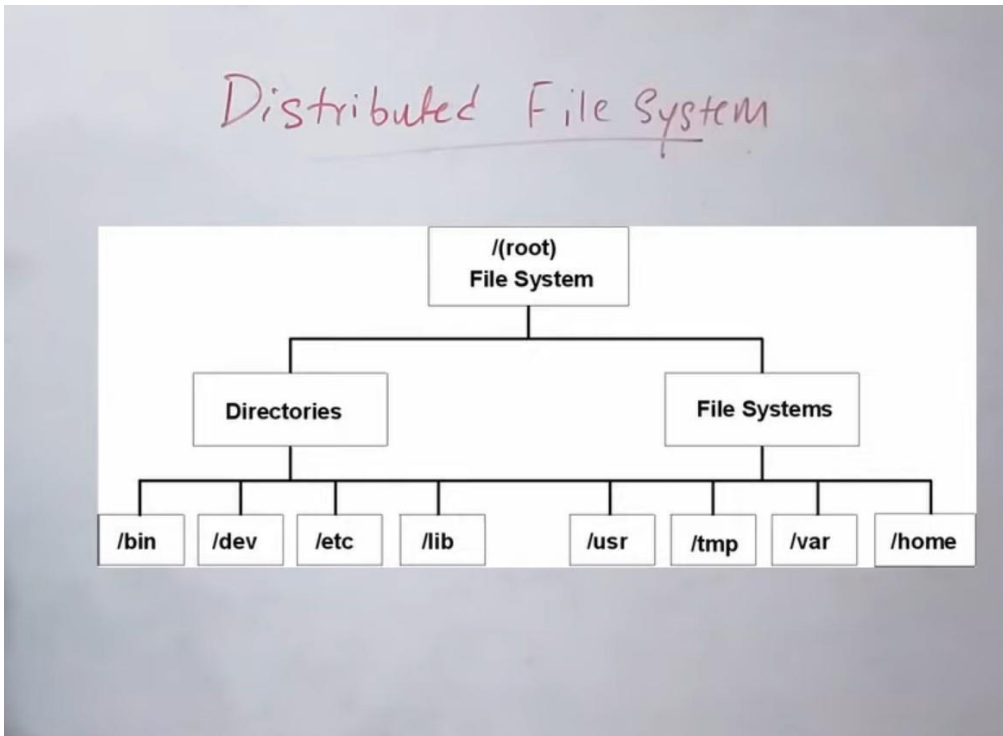 Distributed File System
/(root)
File System
Directories
File Systems
/bin
/dev
/etc
/lib
/usr
/tmp
/var
/home